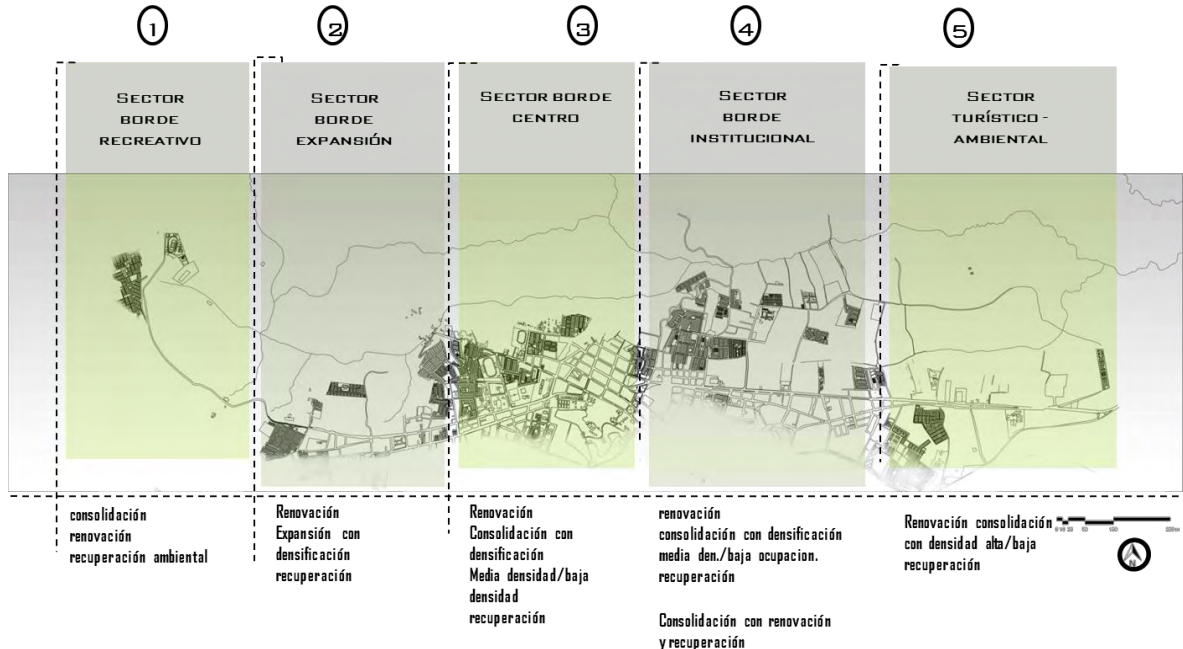 1
2
3
4
5
SECTOR
BORDE
RECREATIVO
SECTOR
BORDE
EXPANSIÓN
SECTOR BORDE
CENTRO
SECTOR
BORDE
INSTITUCIONAL
SECTOR
TURÍSTICO -
AMBIENTAL
consolidación
renovación
recuperación ambiental
Renovación
Expansión con
densificación
recuperación
Renovación
Consolidación con
densificación
Media densidad/baja
densidad
recuperación
renovación
consolidación con densificación
media den./baja ocupacion.
recuperación
Consolidación con renovación
y recuperación
Renovación consolidación
con densidad alta/baja
recuperación
N